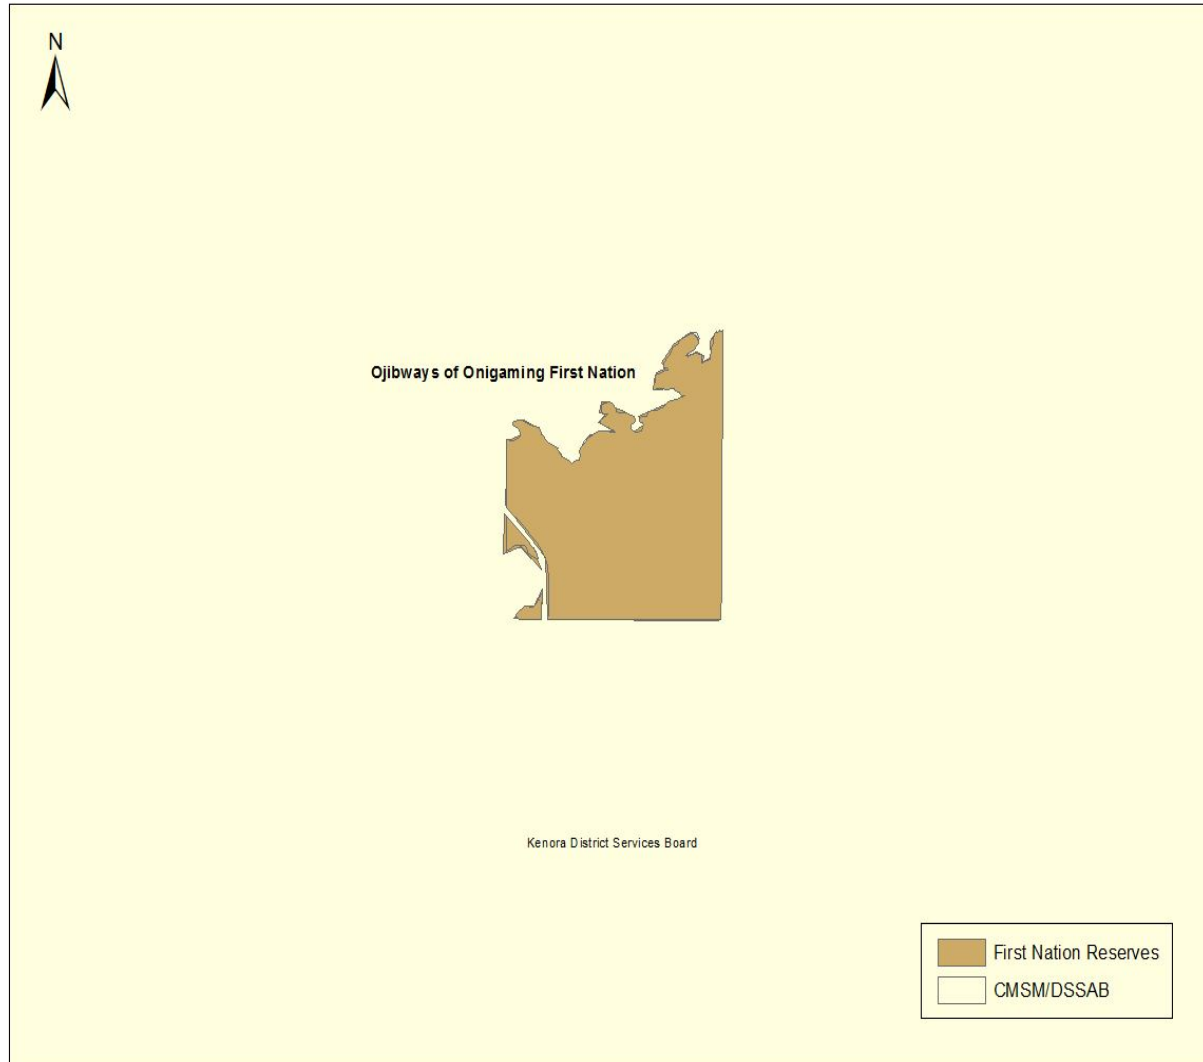 N
Ojibways of Onigaming First Nation
Kenora District Services Board
First Nation Reserves
CMSM/DSSAB